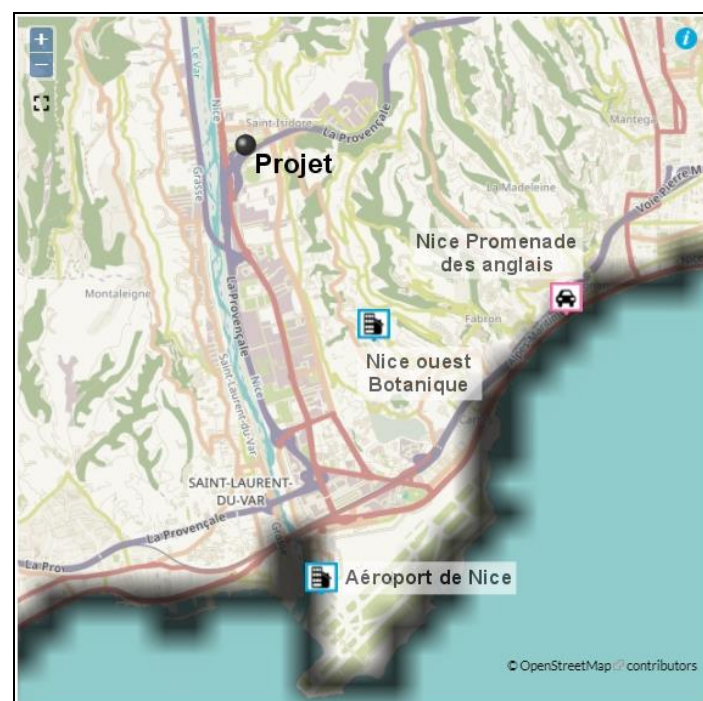 +
−
i
Le Var
Nice
Saint-Isidore
La Provençale
Mantega
Grasse
Projet
La Madeleine
Voie Pierre M
Nice Promenade
des anglais
Montaleigne
La Provençale
Fabron
Nice ouest
Botanique
Nice
Saint-Laurent-du-Var
SAINT-LAURENT-
DU-VAR
La Provençale
Grasse
La Pro
Aéroport de Nice
© OpenStreetMap contributors